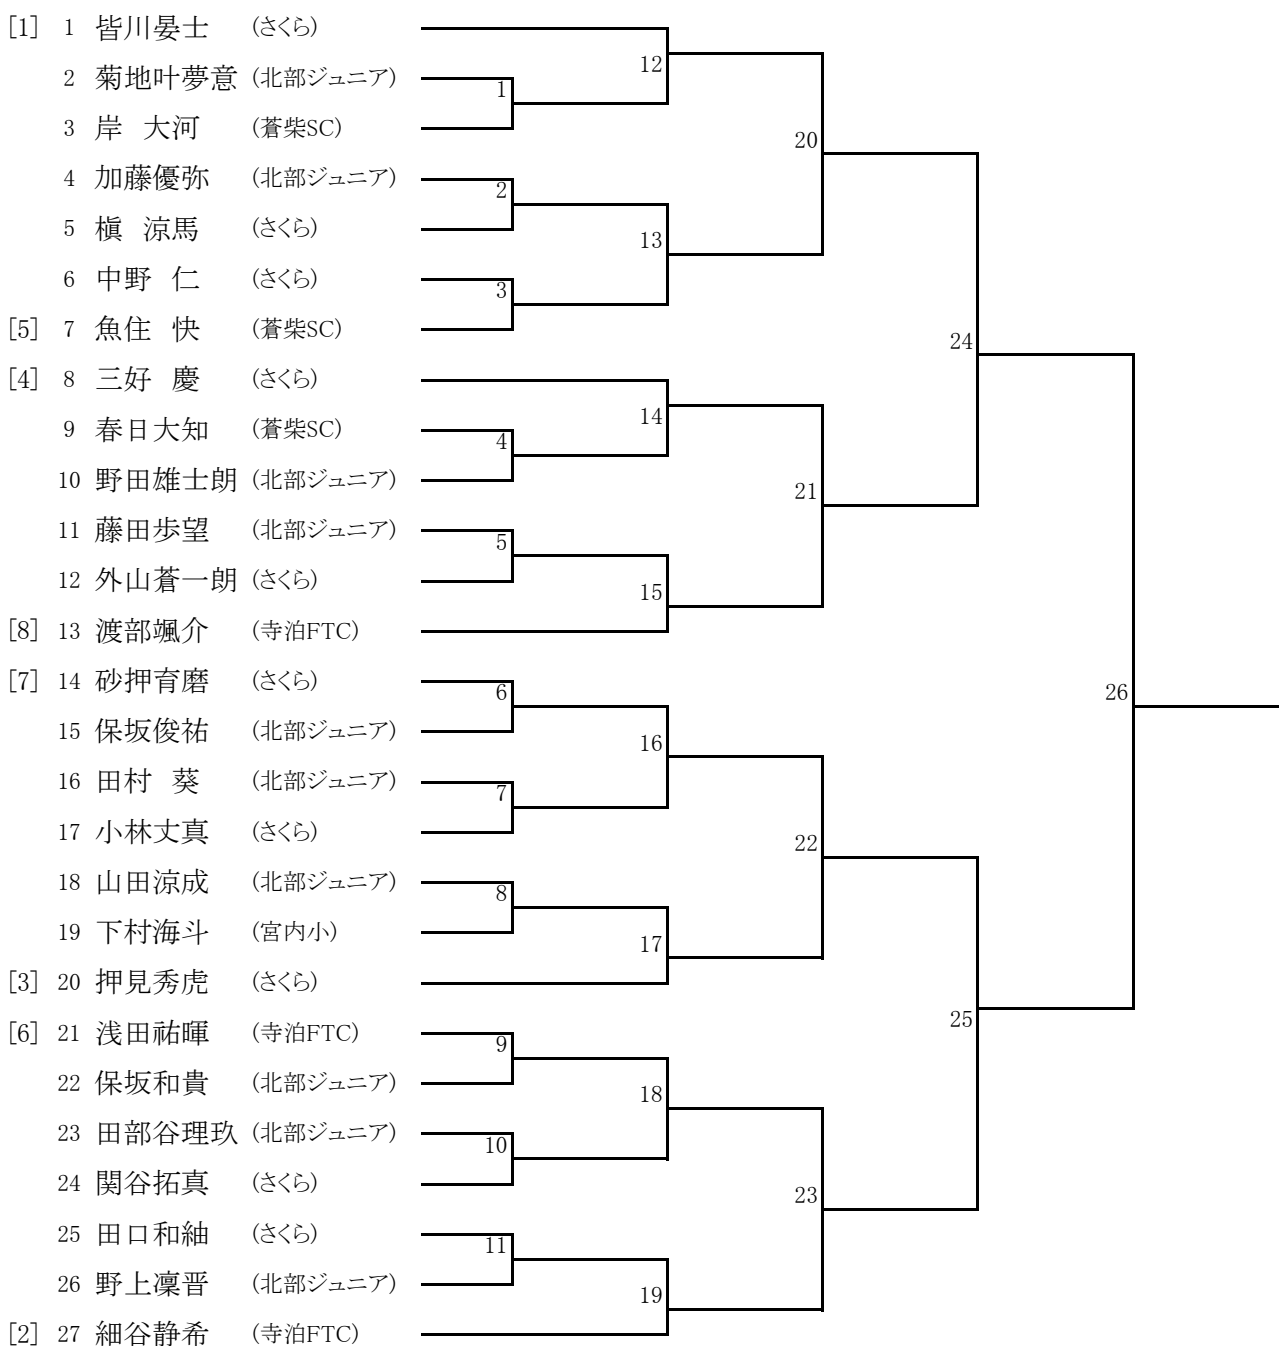 [1] 1 皆川晏士 (さくら)
12
2 菊地叶夢意 (北部ジュニア)
1
3 岸 大河 (蒼柴SC)
20
4 加藤優弥 (北部ジュニア)
2
5 槇 涼馬 (さくら)
13
6 中野 仁 (さくら)
3
[5] 7 魚住 快 (蒼柴SC)
24
[4] 8 三好 慶 (さくら)
14
9 春日大知 (蒼柴SC)
4
10 野田雄士朗 (北部ジュニア)
21
11 藤田歩望 (北部ジュニア)
5
12 外山蒼一朗 (さくら)
15
[8] 13 渡部颯介 (寺泊FTC)
[7] 14 砂押育磨 (さくら)
6
26
15 保坂俊祐 (北部ジュニア)
16
16 田村 葵 (北部ジュニア)
7
17 小林丈真 (さくら)
22
18 山田涼成 (北部ジュニア)
8
19 下村海斗 (宮内小)
17
[3] 20 押見秀虎 (さくら)
25
[6] 21 浅田祐暉 (寺泊FTC)
9
22 保坂和貴 (北部ジュニア)
18
23 田部谷理玖 (北部ジュニア)
10
24 関谷拓真 (さくら)
23
25 田口和紬 (さくら)
11
26 野上凜晋 (北部ジュニア)
19
[2] 27 細谷静希 (寺泊FTC)